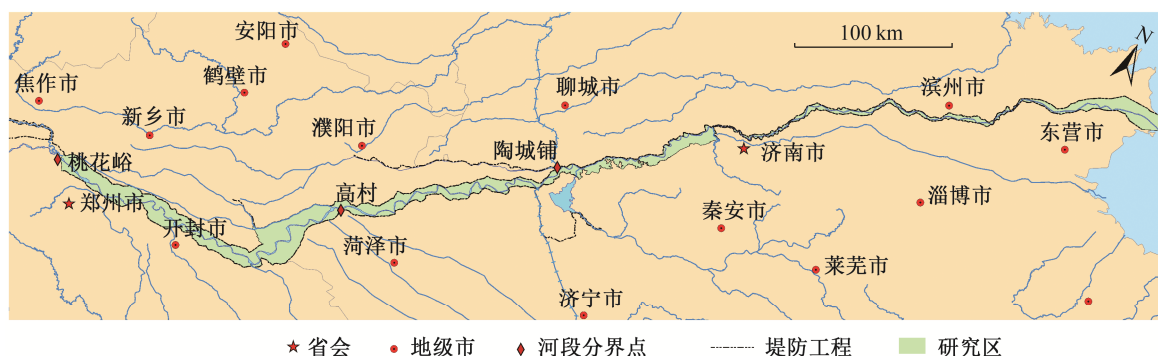 安阳市
100 km
N
焦作市
鹤壁市
聊城市
滨州市
新乡市
濮阳市
东营市
陶城铺
济南市
桃花峪
高村
郑州市
淄博市
秦安市
开封市
菏泽市
莱芜市
济宁市
省会
地级市
河段分界点
堤防工程
研究区